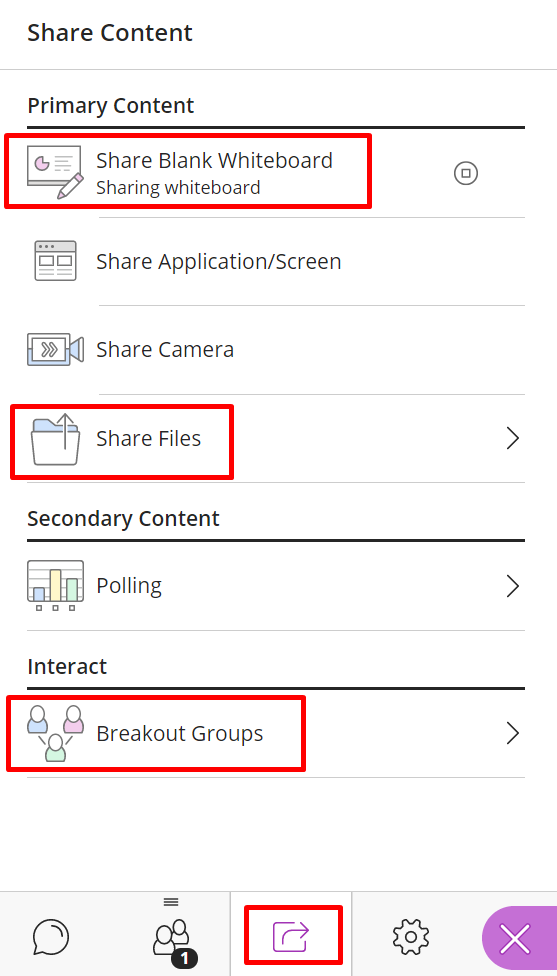 Share Content
Primary Content
Share Blank Whiteboard
Sharing whiteboard
Share Application/Screen
Share Camera
Share Files
Secondary Content
Polling
Interact
Breakout Groups
1